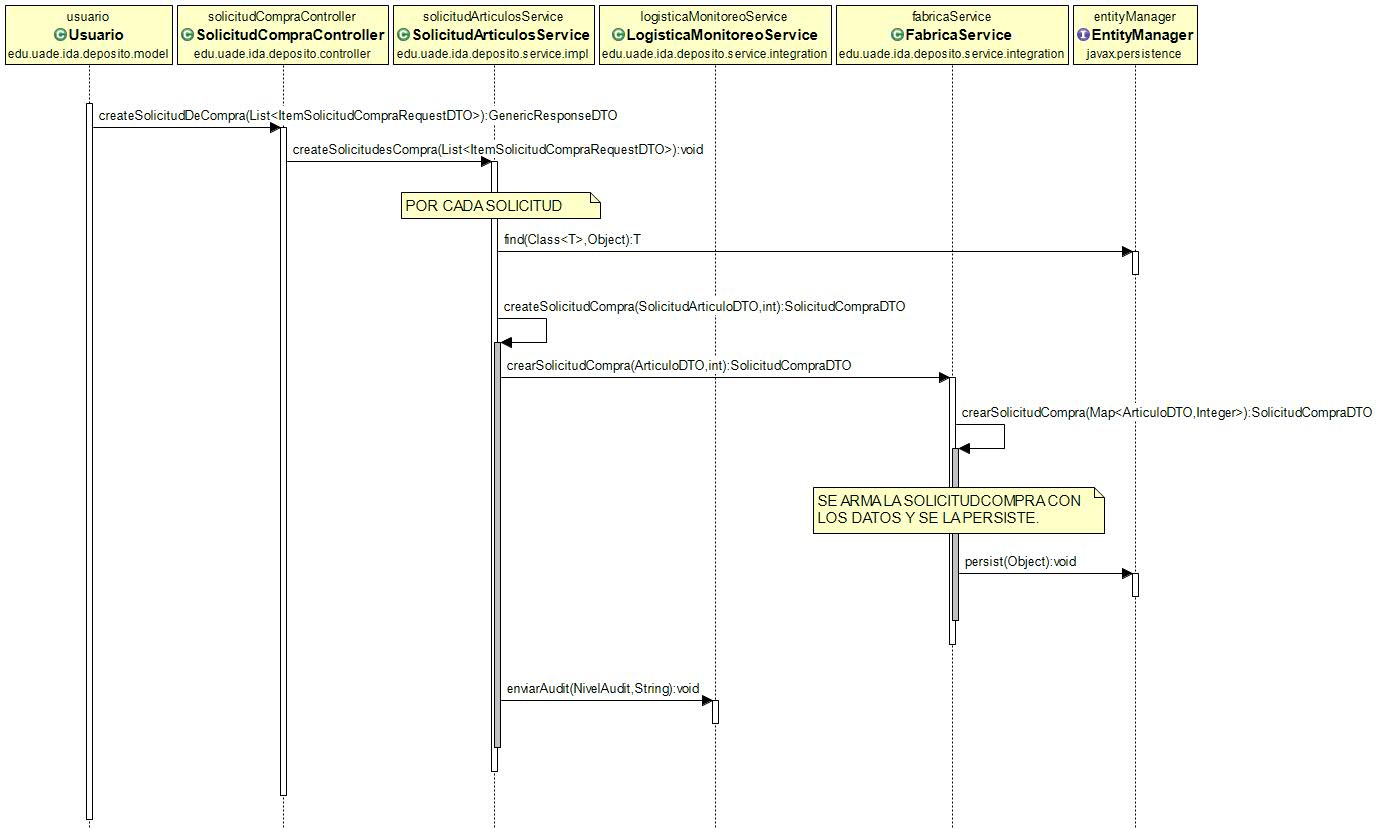 usuario
Usuario
edu.uade.ida.deposito.model
solicitudCompraController
SolicitudCompraController
edu.uade.ida.deposito.controller
solicitudArticulosService
SolicitudArticulosService
edu.uade.ida.deposito.service.impl
logisticaMonitoreoService
LogisticaMonitoreoService
edu.uade.ida.deposito.service.integration
fabricaService
FabricaService
edu.uade.ida.deposito.service.integration
entityManager
EntityManager
javax.persistence
createSolicitudDeCompra(List<ItemSolicitudCompraRequestDTO>):GenericResponseDTO
createSolicitudesCompra(List<ItemSolicitudCompraRequestDTO>):void
POR CADA SOLICITUD
find(Class<T>,Object):T
createSolicitudCompra(SolicitudArticuloDTO,int):SolicitudCompraDTO
crearSolicitudCompra(ArticuloDTO,int):SolicitudCompraDTO
crearSolicitudCompra(Map<ArticuloDTO,Integer>):SolicitudCompraDTO
SE ARMA LA SOLICITUDCOMPRA CON
LOS DATOS Y SE LA PERSISTE.
persist(Object):void
enviarAudit(NivelAudit,String):void